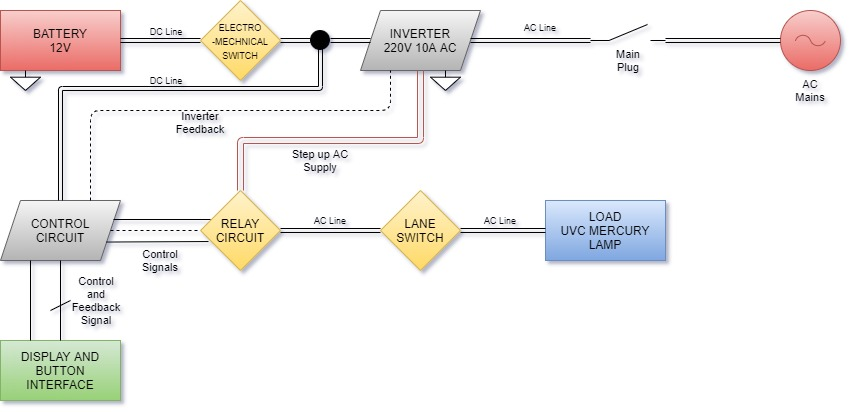 BATTERY
12V
DC Line
ELECTRO
-MECHNICAL
SWITCH
INVERTER
220V 10A AC
AC Line
Main
Plug
AC
Mains
DC Line
Inverter
Feedback
Step up AC
Supply
CONTROL
CIRCUIT
Control
Signals
RELAY
CIRCUIT
AC Line
LANE
SWITCH
AC Line
LOAD
UVC MERCURY
LAMP
Control
and
Feedback
Signal
DISPLAY AND
BUTTON
INTERFACE